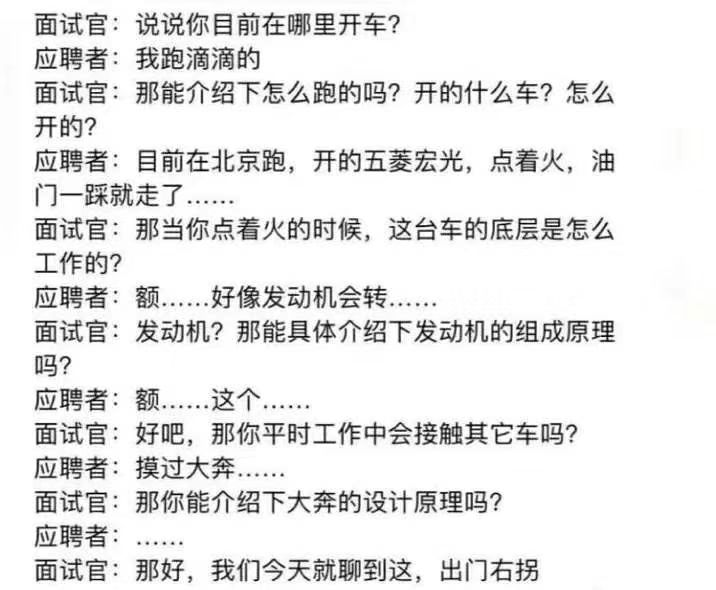 面试官：说说你目前在哪里开车？
应聘者：我跑滴滴的
面试官：那能介绍下怎么跑的吗？开的什么车？怎么
开的？
应聘者：目前在北京跑，开的五菱宏光，点着火，油
门一踩就走了……
面试官：那当你点着火的时候，这台车的底层是怎么
工作的？
应聘者：额……好像发动机会转……
面试官：发动机？那能具体介绍下发动机的组成原理
吗？
应聘者：额……这个……
面试官：好吧，那你平时工作中会接触其它车吗？
应聘者：摸过大奔……
面试官：那你能介绍下大奔的设计原理吗？
应聘者：……
面试官：那好，我们今天就聊到这，出门右拐